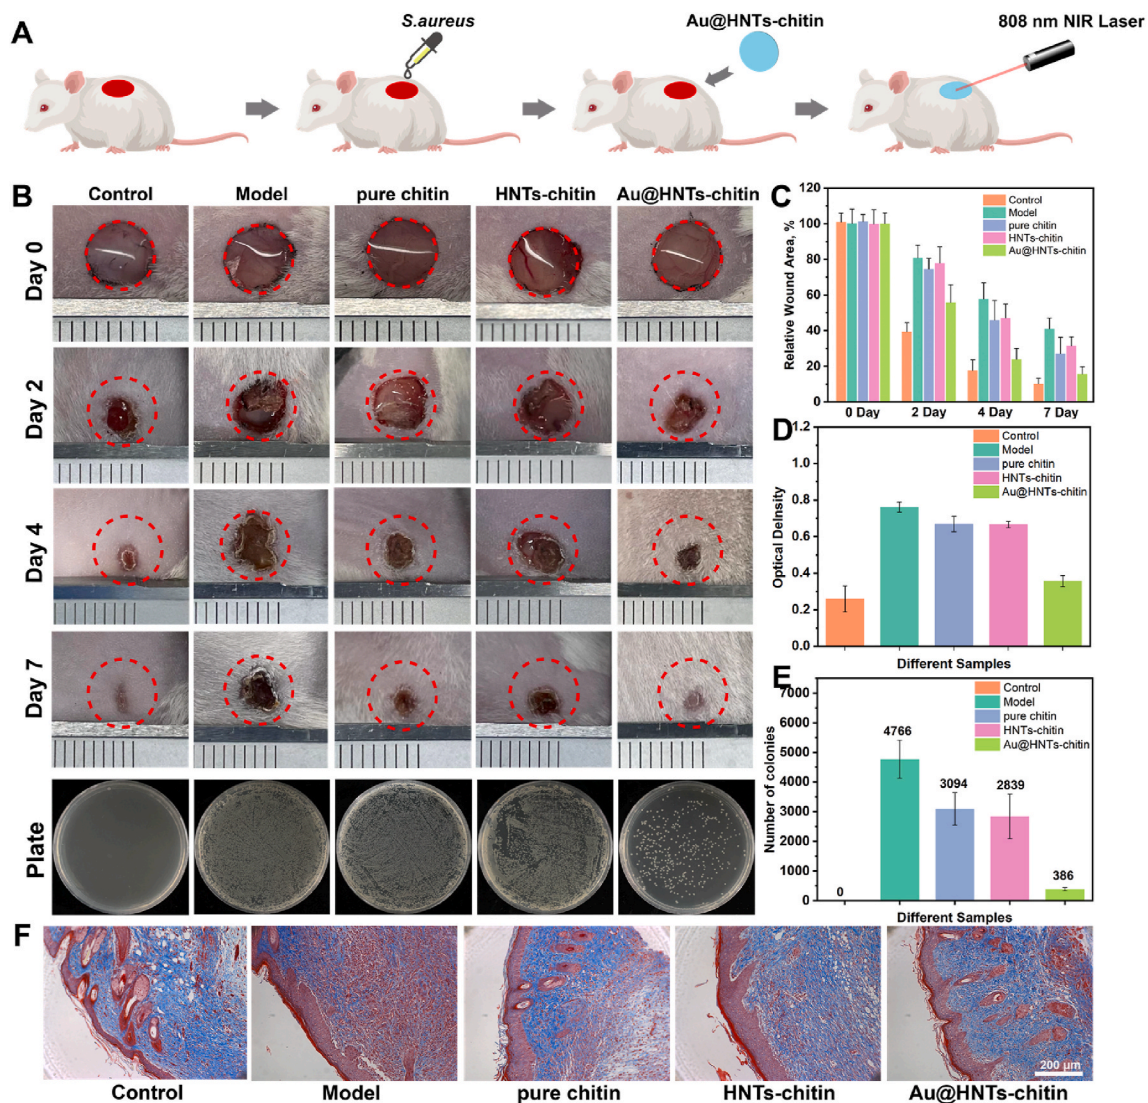 A
S.aureus
Au@HNTs-chitin
808 nm NIR Laser
B
Control
Model
pure chitin
HNTs-chitin
Au@HNTs-chitin
Day 0
Day 2
Day 4
Day 7
Plate
C
Relative Wound Area, %
120
100
80
60
40
20
0
Control
Model
pure chitin
HNTs-chitin
Au@HNTs-chitin
0 Day
2 Day
4 Day
7 Day
D
Optical Delnsity
1.2
1.0
0.8
0.6
0.4
0.2
0.0
Control
Model
pure chitin
HNTs-chitin
Au@HNTs-chitin
Different Samples
E
Number of colonies
7000
6000
5000
4000
3000
2000
1000
0
Control
Model
pure chitin
HNTs-chitin
Au@HNTs-chitin
0
4766
3094
2839
386
Different Samples
F
200 μm
Control
Model
pure chitin
HNTs-chitin
Au@HNTs-chitin